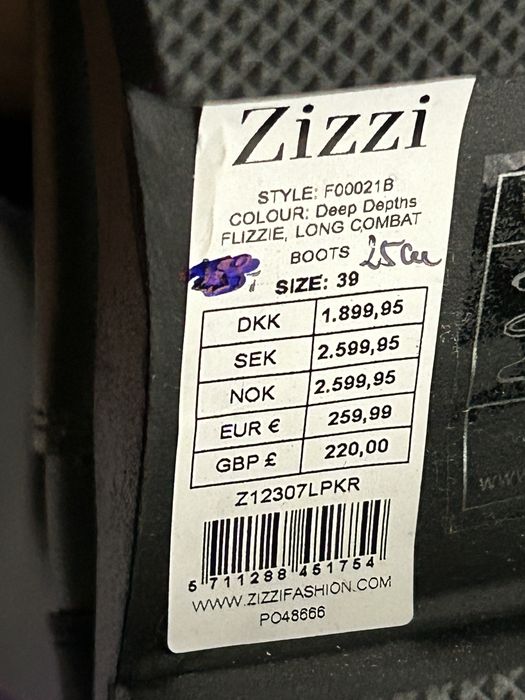 Zizzi
STYLE: F00021B
COLOUR: Deep Depths
FLIZZIE, LONG COMBAT
BOOTS 25cm
SIZE: 39
DKK 1.899,95
SEK 2.599,95
NOK 2.599,95
EUR € 259,99
GBP £ 220,00
Z12307LPKR
5 711288 451754
WWW.ZIZZIFASHION.COM
PO48666